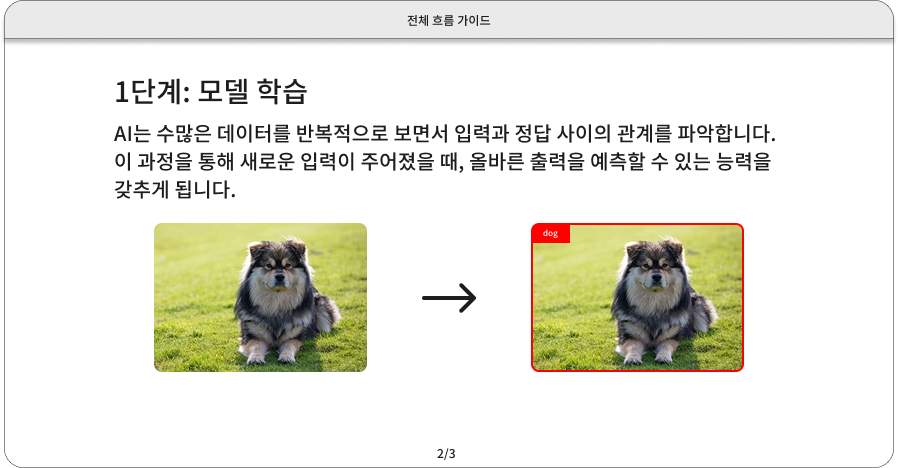 전체 흐름 가이드
1단계: 모델 학습
AI는 수많은 데이터를 반복적으로 보면서 입력과 정답 사이의 관계를 파악합니다.
이 과정을 통해 새로운 입력이 주어졌을 때, 올바른 출력을 예측할 수 있는 능력을
갖추게 됩니다.
dog
2/3